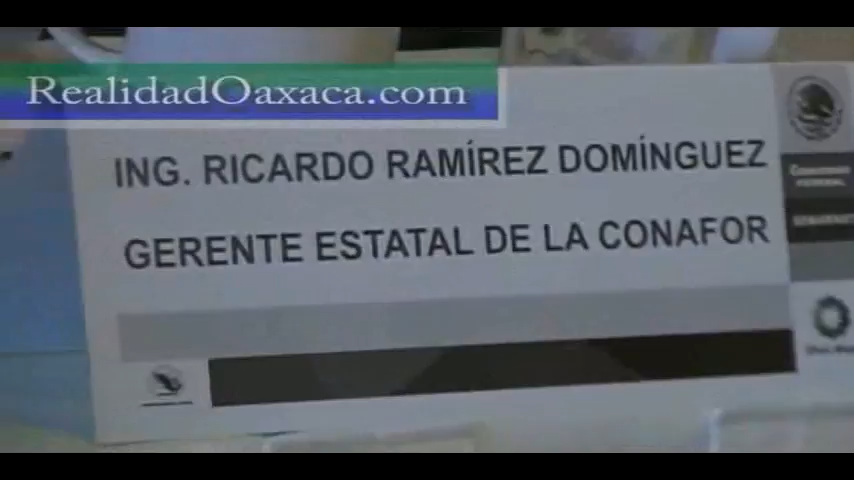 RealidadOaxaca.com
ING. RICARDO RAMÍREZ DOMÍNGUEZ
GERENTE ESTATAL DE LA CONAFOR